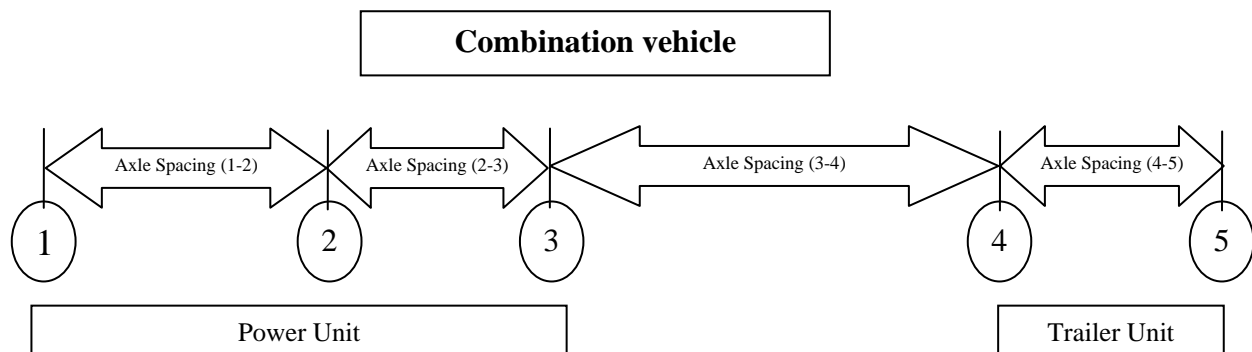 Combination vehicle
Axle Spacing (1-2) Axle Spacing (2-3) Axle Spacing (3-4) Axle Spacing (4-5)
1 2 3 4 5
Power Unit Trailer Unit